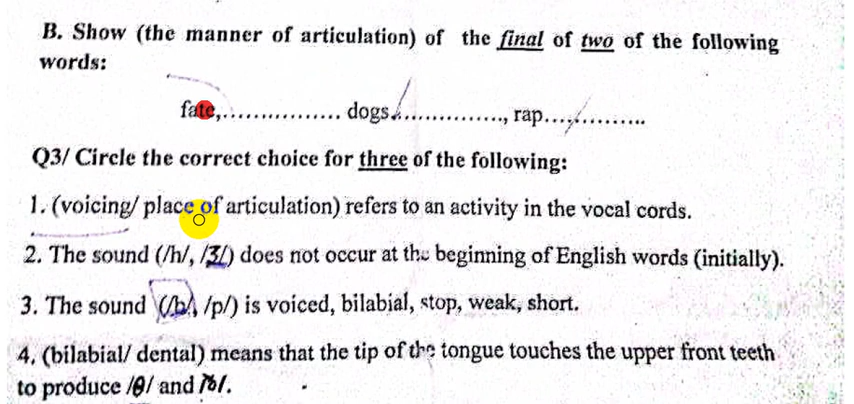 B. Show (the manner of articulation) of the final of two of the following
words:
fate,................ dogs................, rap................
Q3/ Circle the correct choice for three of the following:
1. (voicing/ place of articulation) refers to an activity in the vocal cords.
2. The sound (/h/, /ʒ/) does not occur at the beginning of English words (initially).
3. The sound (/b/, /p/) is voiced, bilabial, stop, weak, short.
4. (bilabial/ dental) means that the tip of the tongue touches the upper front teeth
to produce /θ/ and /ð/.